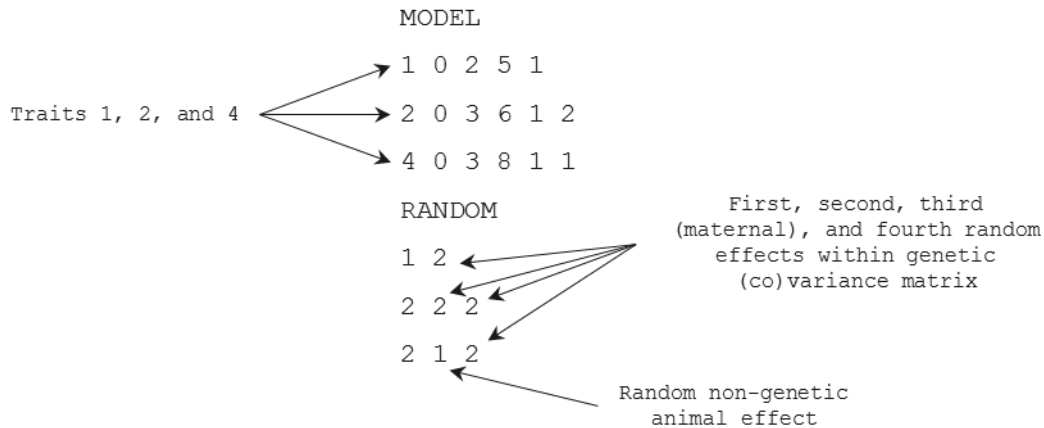 MODEL
1 0 2 5 1
Traits 1, 2, and 4
2 0 3 6 1 2
4 0 3 8 1 1
RANDOM
1 2
2 2 2
2 1 2
First, second, third
(maternal), and fourth random
effects within genetic
(co)variance matrix
Random non-genetic
animal effect